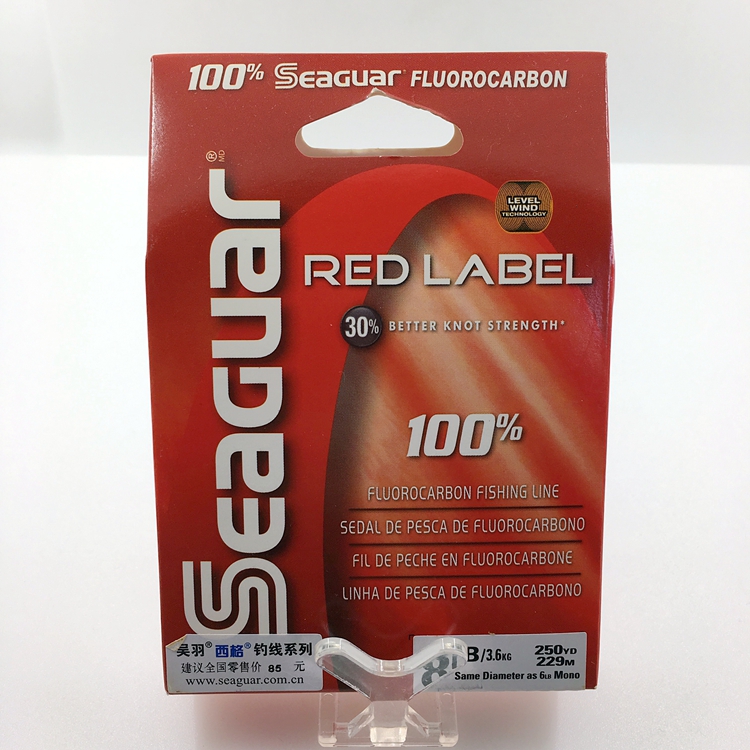 100% Seaguar FLUOROCARBON
Seaguar® MD
LEVEL
WIND
TECHNOLOGY
RED LABEL
30% BETTER KNOT STRENGTH*
100%
FLUOROCARBON FISHING LINE
SEDAL DE PESCA DE FLUOROCARBONO
FIL DE PECHE EN FLUOROCARBONE
LINHA DE PESCA DE FLUOROCARBONO
吴羽® 西格® 钓线系列
建议全国零售价 85 元
www.seaguar.com.cn
8LB/3.6KG
250YD
229M
Same Diameter as 6LB Mono